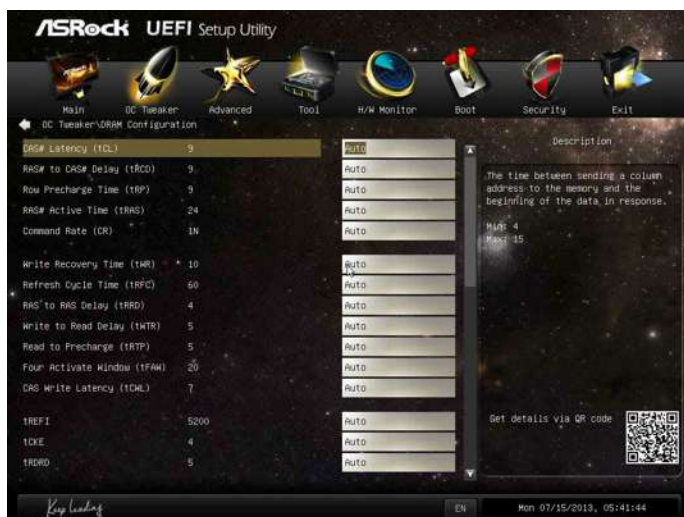 ASRock UEFI Setup Utility
Main OC Tweaker Advanced Tool H/W Monitor Boot Security Exit
OC Tweaker\DRAM Configuration
CAS# Latency (tCL) 9 Auto
RAS# to CAS# Delay (tRCD) 9 Auto
Row Precharge Time (tRP) 9 Auto
RAS# Active Time (tRAS) 24 Auto
Command Rate (CR) 1N Auto
Write Recovery Time (tWR) 10 Auto
Refresh Cycle Time (tRFC) 60 Auto
RAS to RAS Delay (tRRD) 4 Auto
Write to Read Delay (tWTR) 5 Auto
Read to Precharge (tRTP) 5 Auto
Four Activate Window (tFAW) 20 Auto
CAS Write Latency (tCWL) 7 Auto
tREFI 5200 Auto
tCKE 4 Auto
tRDRD 5 Auto
Description
The time between sending a column
address to the memory and the
beginning of the data in response.
Min: 4
Max: 15
Get details via QR code
Keep Leading
EN
Mon 07/15/2013, 05:41:44